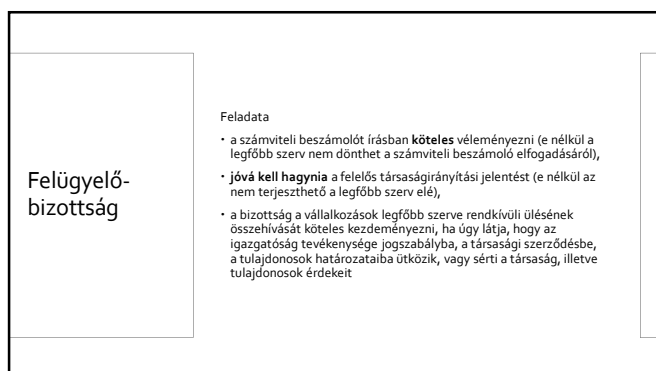 Felügyelő-
bizottság
Feladata
• a számviteli beszámolót írásban köteles véleményezni (e nélkül a
legfőbb szerv nem dönthet a számviteli beszámoló elfogadásáról),
• jóvá kell hagynia a felelős társaságirányítási jelentést (e nélkül az
nem terjeszthető a legfőbb szerv elé),
• a bizottság a vállalkozások legfőbb szerve rendkívüli ülésének
összehívását köteles kezdeményezni, ha úgy látja, hogy az
igazgatóság tevékenysége jogszabályba, a társasági szerződésbe,
a tulajdonosok határozataiba ütközik, vagy sérti a társaság, illetve
tulajdonosok érdekeit